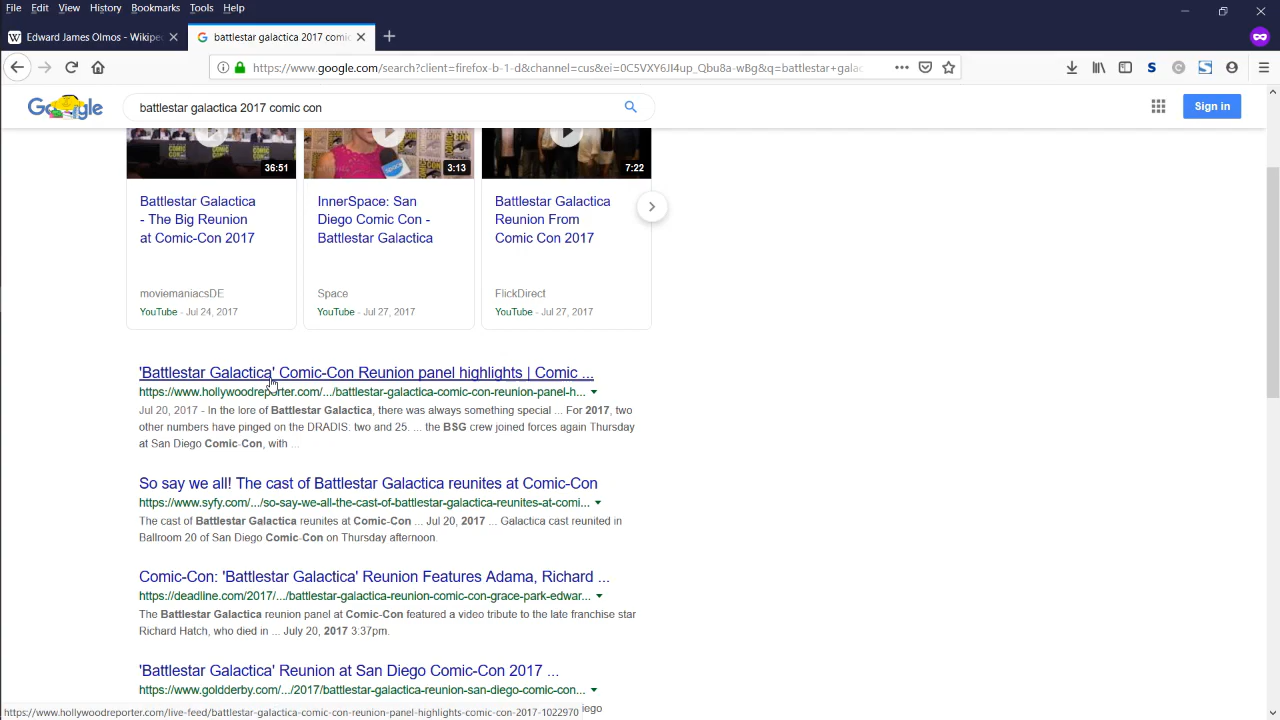 File Edit View History Bookmarks Tools Help
W Edward James Olmos - Wikipe
battlestar galactica 2017 comic
https://www.google.com/search?client=firefox-b-1-d&channel=cus&ei=0C5VXY6JI4up_Qbu8a-wBg&q=battlestar+gala
Google
battlestar galactica 2017 comic con
Sign in
36:51
3:13
7:22
Battlestar Galactica
- The Big Reunion
at Comic-Con 2017
moviemaniacsDE
YouTube - Jul 24, 2017
InnerSpace: San
Diego Comic Con -
Battlestar Galactica
Space
YouTube - Jul 27, 2017
Battlestar Galactica
Reunion From
Comic Con 2017
FlickDirect
YouTube - Jul 27, 2017
'Battlestar Galactica' Comic-Con Reunion panel highlights | Comic ...
https://www.hollywoodreporter.com/.../battlestar-galactica-comic-con-reunion-panel-h...
Jul 20, 2017 - In the lore of Battlestar Galactica, there was always something special ... For 2017, two
other numbers have pinged on the DRADIS. two and 25. ... the BSG crew joined forces again Thursday
at San Diego Comic-Con, with ...
So say we all! The cast of Battlestar Galactica reunites at Comic-Con
https://www.syfy.com/.../so-say-we-all-the-cast-of-battlestar-galactica-reunites-at-comi...
The cast of Battlestar Galactica reunites at Comic-Con ... Jul 20, 2017 ... Galactica cast reunited in
Ballroom 20 of San Diego Comic-Con on Thursday afternoon.
Comic-Con: 'Battlestar Galactica' Reunion Features Adama, Richard ...
https://deadline.com/2017/.../battlestar-galactica-reunion-comic-con-grace-park-edwar...
The Battlestar Galactica reunion panel at Comic-Con featured a video tribute to the late franchise star
Richard Hatch, who died in ... July 20, 2017 3:37pm.
'Battlestar Galactica' Reunion at San Diego Comic-Con 2017 ...
https://www.goldderby.com/.../2017/battlestar-galactica-reunion-san-diego-comic-con...
https://www.hollywoodreporter.com/live-feed/battlestar-galactica-comic-con-reunion-panel-highlights-comic-con-2017-1022970 iego